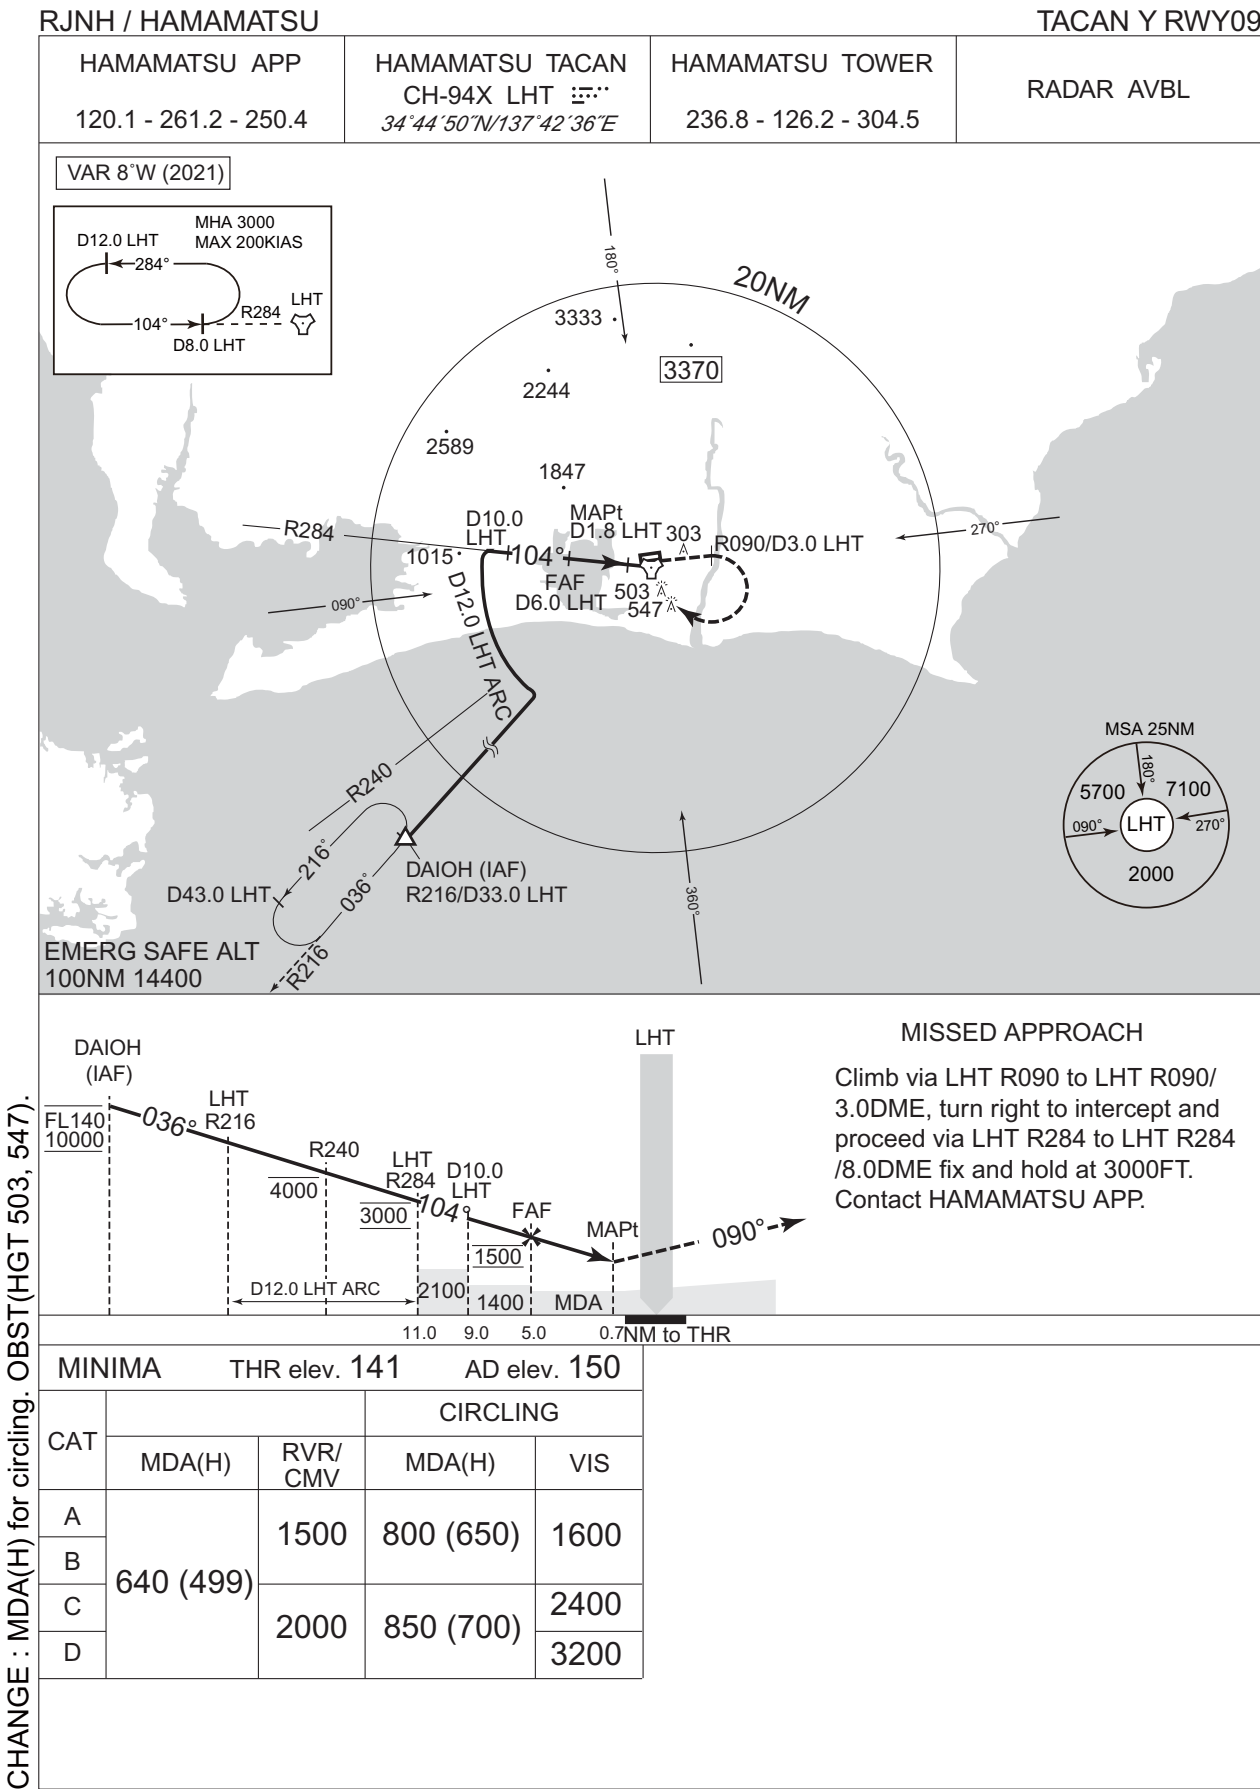 RJNH / HAMAMATSU
TACAN Y RWY09
HAMAMATSU APP
120.1 - 261.2 - 250.4
HAMAMATSU TACAN
CH-94X LHT
34°44´50˝N/137°42´36˝E
HAMAMATSU TOWER
236.8 - 126.2 - 304.5
RADAR AVBL
VAR 8°W (2021)
MHA 3000
MAX 200KIAS
D12.0 LHT
284°
LHT
R284
104°
D8.0 LHT
180°
20NM
3333
3370
2244
2589
1847
MAPt
D1.8 LHT
303
R090/D3.0 LHT
270°
R284
D10.0
LHT
104°
1015
FAF
D6.0 LHT
503
547
090°
D12.0 LHT ARC
R240
216°
036°
DAIOH (IAF)
R216/D33.0 LHT
D43.0 LHT
R216
360°
MSA 25NM
180°
5700
7100
090°
LHT
270°
2000
EMERG SAFE ALT
100NM 14400
DAIOH
(IAF)
FL140
10000
036°
LHT
R216
R240
4000
LHT
R284
3000
104°
D10.0
LHT
FAF
1500
MAPt
LHT
090°
D12.0 LHT ARC
2100
1400
MDA
11.0
9.0
5.0
0.7
NM to THR
MISSED APPROACH
Climb via LHT R090 to LHT R090/
3.0DME, turn right to intercept and
proceed via LHT R284 to LHT R284
/8.0DME fix and hold at 3000FT.
Contact HAMAMATSU APP.
MINIMA THR elev. 141 AD elev. 150
CAT
CIRCLING
MDA(H)
RVR/
CMV
MDA(H)
VIS
A
B
C
D
640 (499)
1500
2000
800 (650)
850 (700)
1600
2400
3200
CHANGE : MDA(H) for circling. OBST(HGT 503, 547).